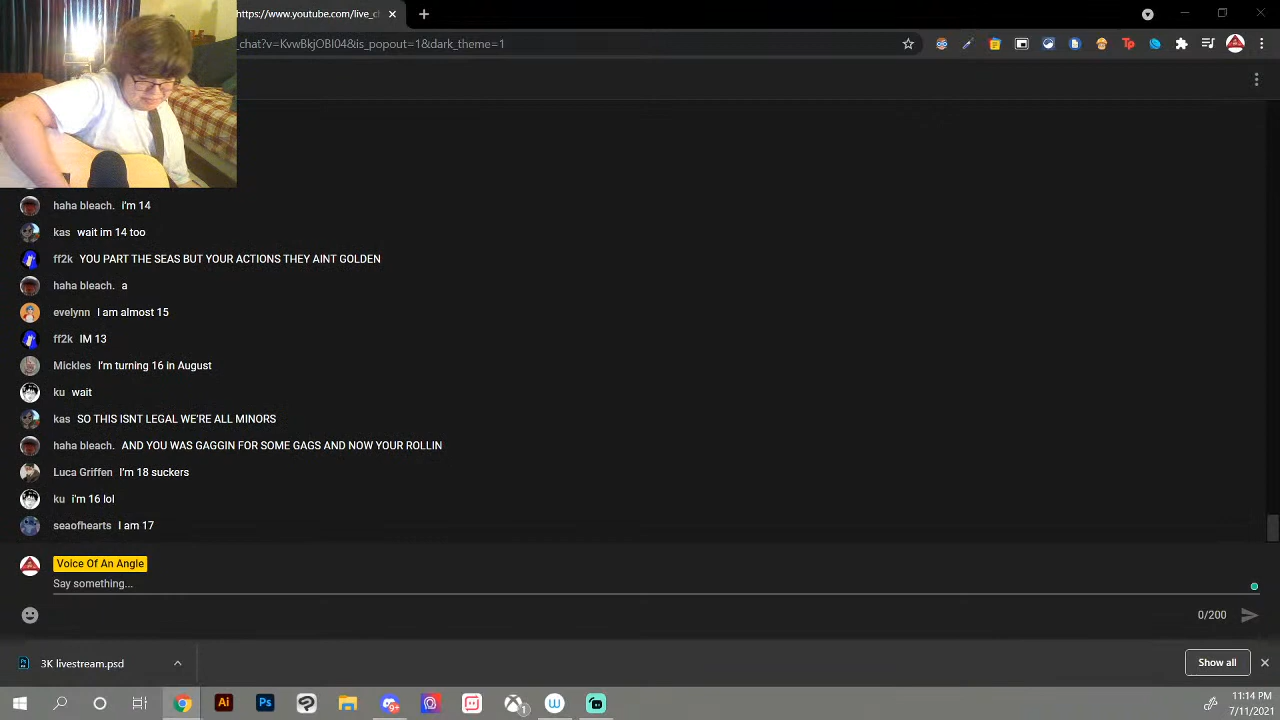 https://www.youtube.com/live_c
_chat?v=KvwBkjOBI04&is_popout=1&dark_theme=1
haha bleach. i'm 14
kas wait im 14 too
ff2k YOU PART THE SEAS BUT YOUR ACTIONS THEY AINT GOLDEN
haha bleach. a
evelynn I am almost 15
ff2k IM 13
Mickles I'm turning 16 in August
ku wait
kas SO THIS ISNT LEGAL WE'RE ALL MINORS
haha bleach. AND YOU WAS GAGGIN FOR SOME GAGS AND NOW YOUR ROLLIN
Luca Griffen I'm 18 suckers
ku i'm 16 lol
seaofhearts I am 17
Voice Of An Angle
Say something...
0/200
3K livestream.psd
Show all
Ai Ps 9+ 1 W
11:14 PM
7/11/2021